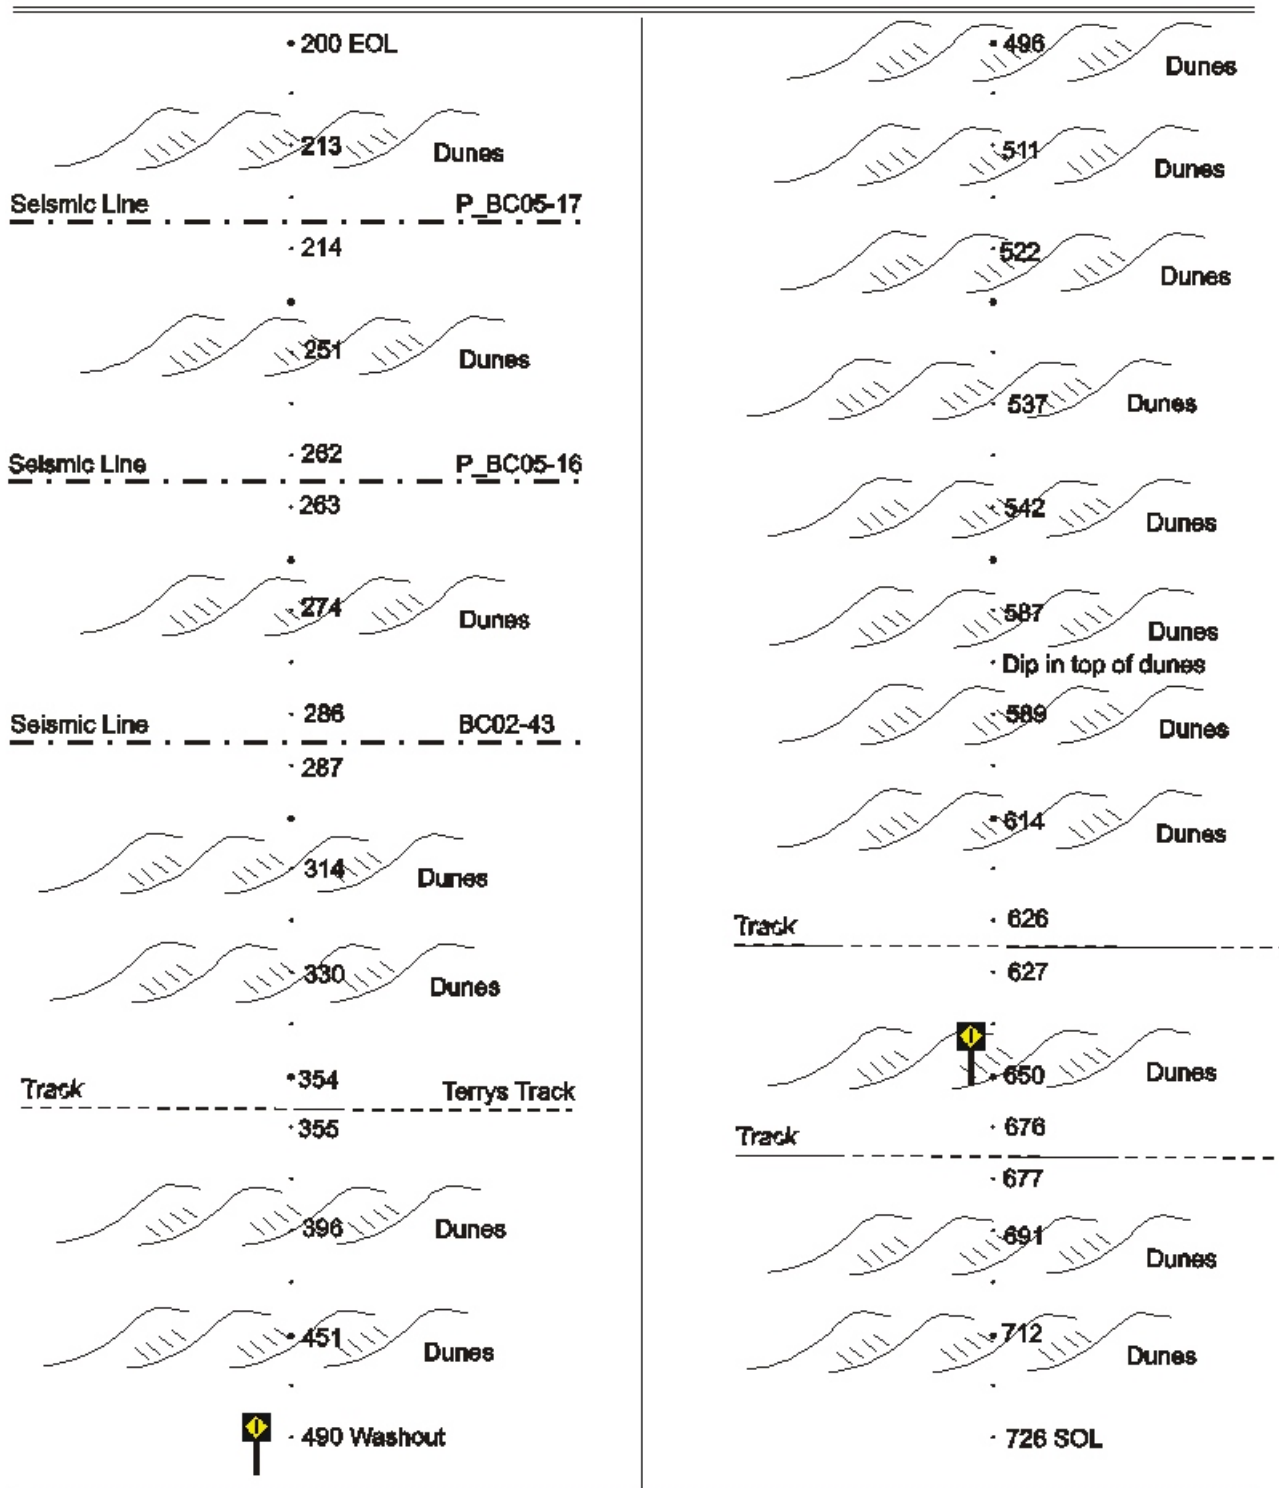 200 EOL
213
Dunes
Seismic Line P_BC05-17
214
251
Dunes
262
Seismic Line P_BC05-16
263
274
Dunes
286
Seismic Line BC02-43
287
314
Dunes
330
Dunes
354
Track Terrys Track
355
396
Dunes
451
Dunes
490 Washout
496
Dunes
511
Dunes
522
Dunes
537
Dunes
542
Dunes
587
Dunes
Dip in top of dunes
589
Dunes
614
Dunes
626
Track
627
650
Dunes
676
Track
677
691
Dunes
712
Dunes
726 SOL